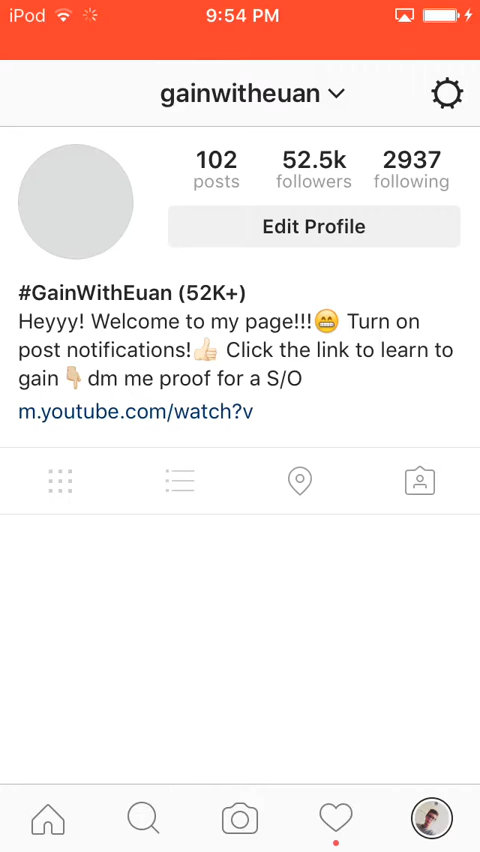 iPod 9:54 PM
gainwitheuan
102 52.5k 2937
posts followers following
Edit Profile
#GainWithEuan (52K+)
Heyyy! Welcome to my page!!!😁 Turn on
post notifications!👍🏻 Click the link to learn to
gain👇🏼dm me proof for a S/O
m.youtube.com/watch?v